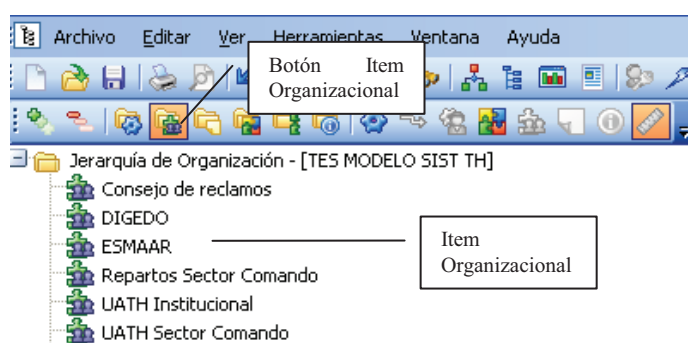 Archivo Editar Ver Herramientas Ventana Ayuda
Botón Item
Organizacional
Jerarquía de Organización - [TES MODELO SIST TH]
Consejo de reclamos
DIGEDO
ESMAAR
Item
Organizacional
Repartos Sector Comando
UATH Institucional
UATH Sector Comando